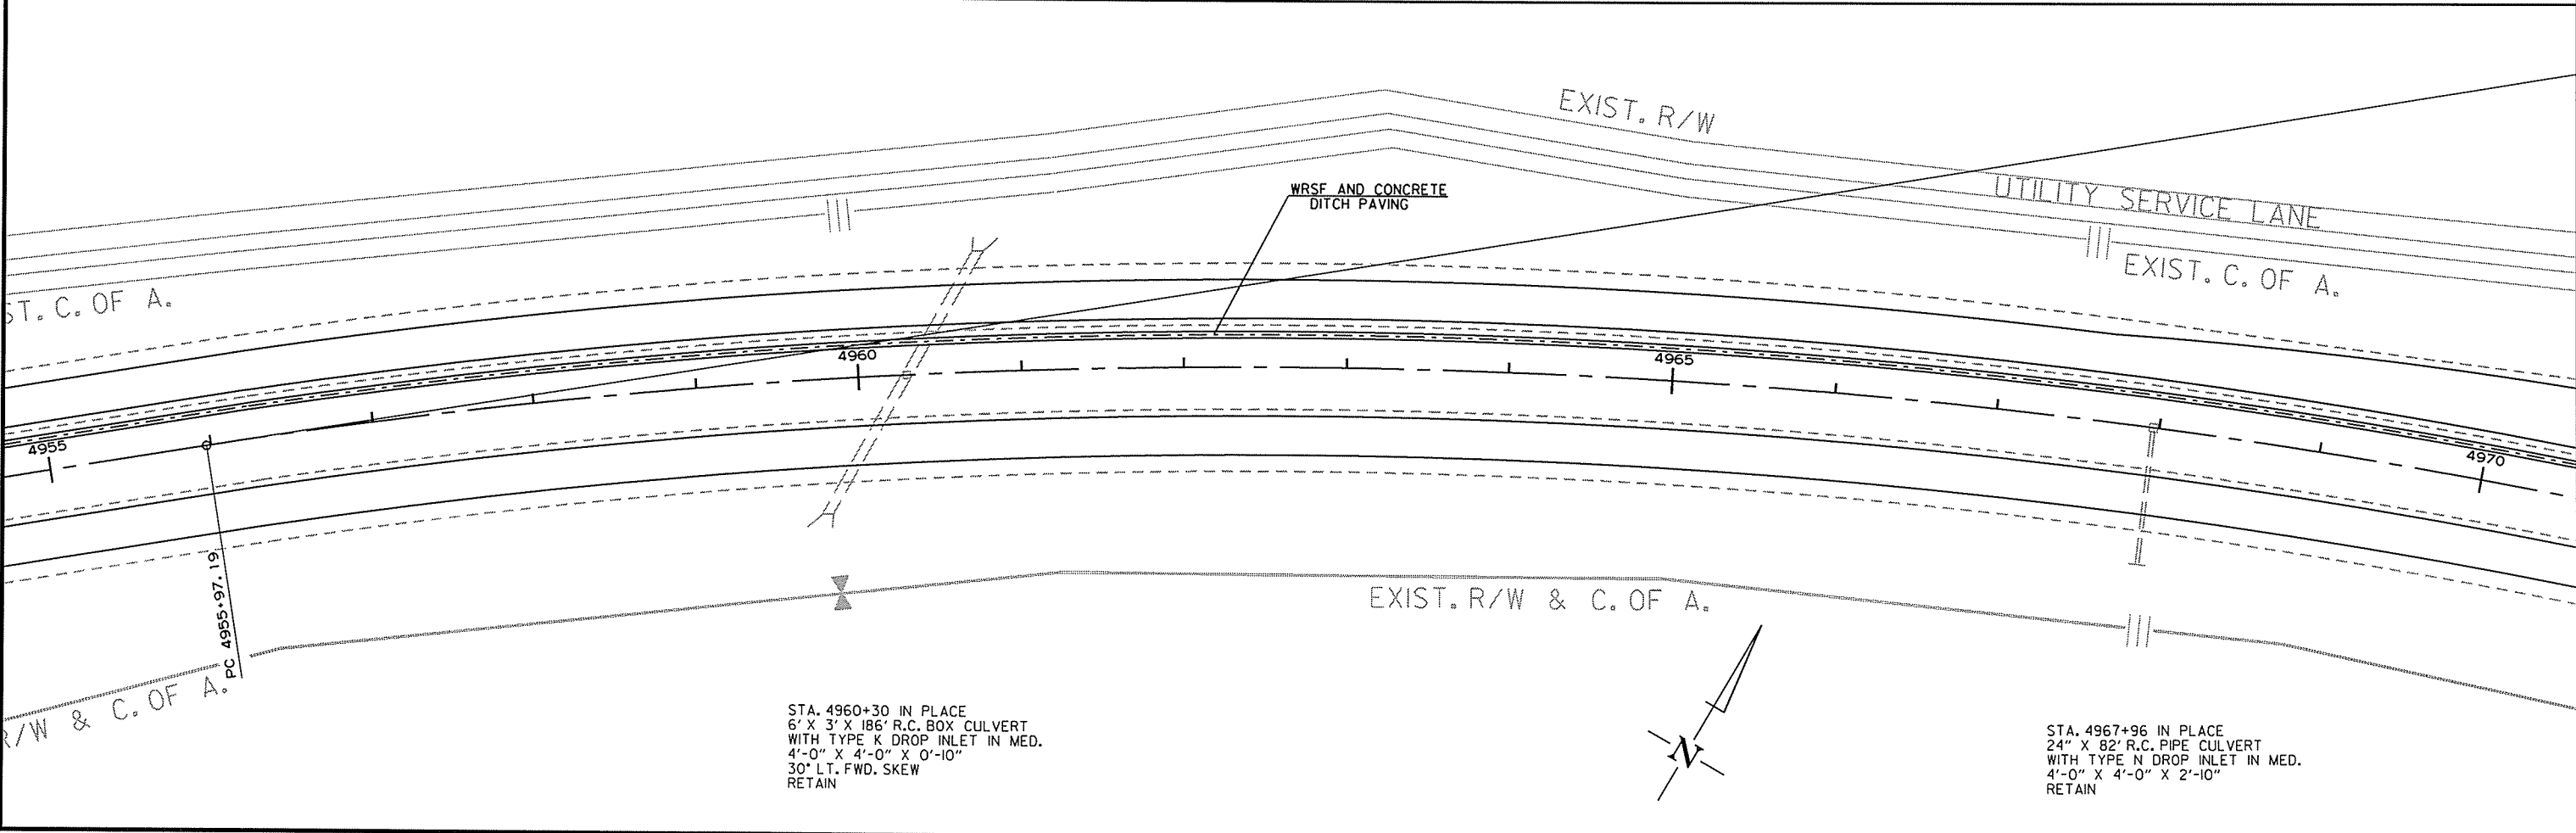 EXIST. R/W
UTILITY SERVICE LANE
WRSF AND CONCRETE
DITCH PAVING
EXIST. C. OF A.
ST. C. OF A.
4955
4960
4965
4970
PC 4955+97.19
EXIST. R/W & C. OF A.
R/W & C. OF A.
STA. 4960+30 IN PLACE
6' X 3' X 186' R.C. BOX CULVERT
WITH TYPE K DROP INLET IN MED.
4'-0" X 4'-0" X 0'-10"
30° LT. FWD. SKEW
RETAIN
N
STA. 4967+96 IN PLACE
24" X 82' R.C. PIPE CULVERT
WITH TYPE N DROP INLET IN MED.
4'-0" X 4'-0" X 2'-10"
RETAIN